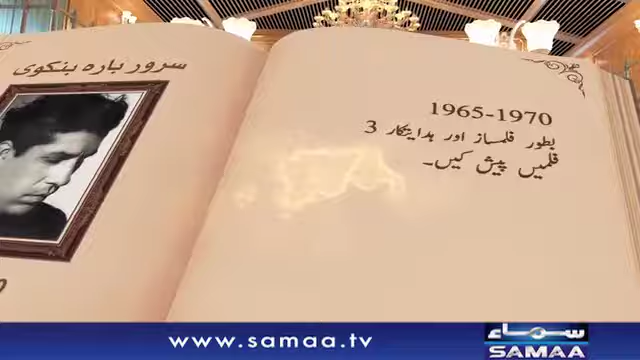 سرور بارہ بنکوی
1965-1970
بطور فلمساز اور ہدایتکار 3
فلمیں پیش کیں۔
www.samaa.tv
سماء
SAMAA